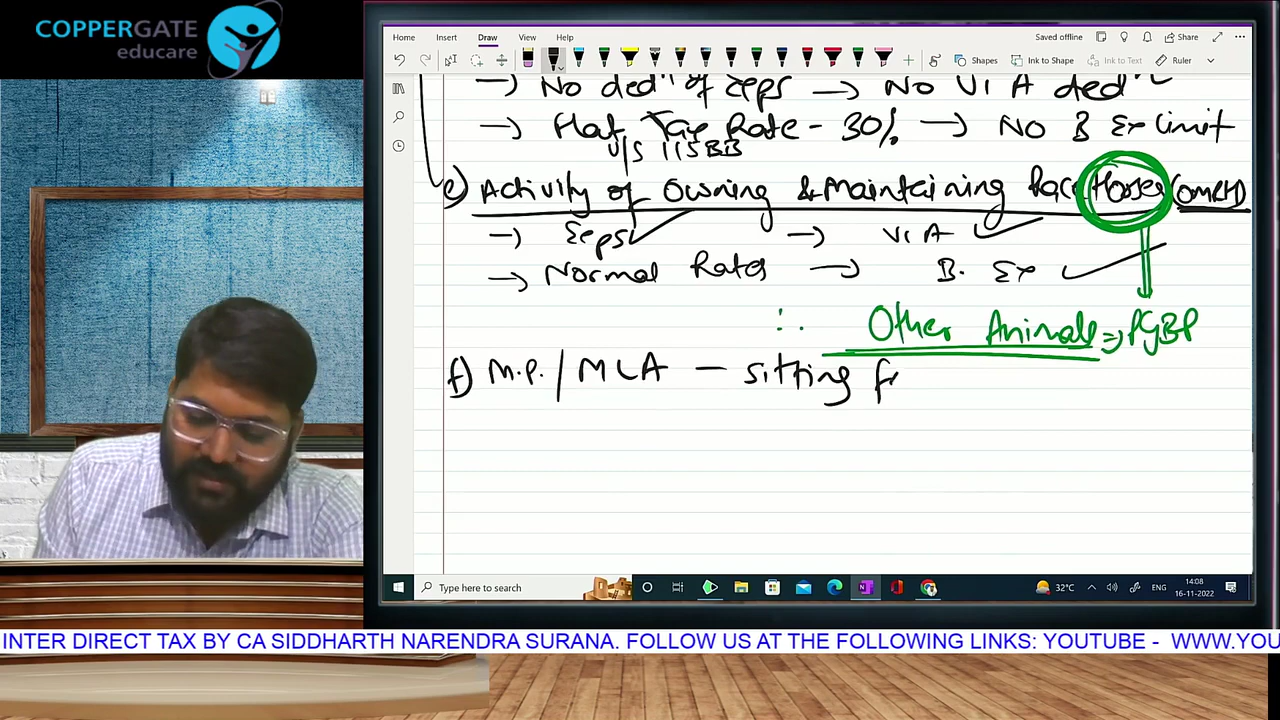 COPPERGATE
educare
Home Insert Draw View Help
Saved offline Share
Shapes Ink to Shape Ink to Text Ruler
→ No dedⁿ of Exps → No VI A dedⁿ
→ Flat Tax Rate - 30% → No B Ex limit
U/S 115BB
e) Activity of Owning & Maintaining Race Horses (OMRH)
→ Exps ✓ → VI A ✓
→ Normal Rates → B. Ex ✓
∴ Other Animals ⇒ PGBP
f) M.P. / MLA - sitting f
Type here to search
32°C ENG 14:08
16-11-2022
INTER DIRECT TAX BY CA SIDDHARTH NARENDRA SURANA. FOLLOW US AT THE FOLLOWING LINKS: YOUTUBE - WWW.YOU